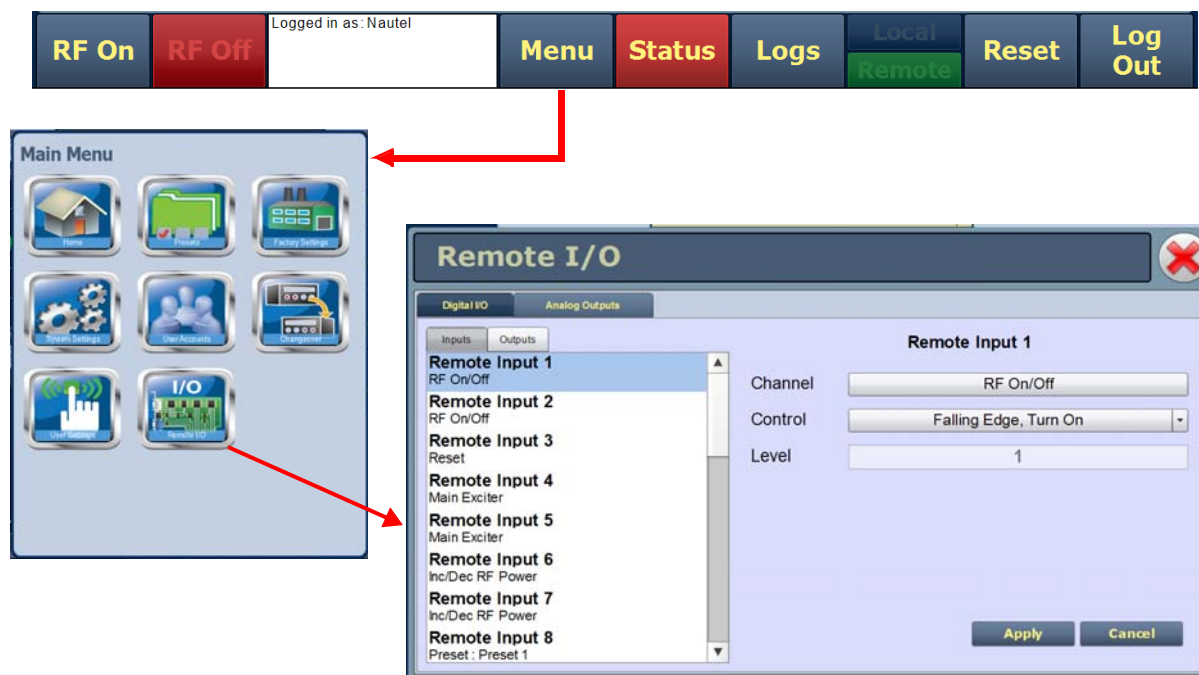 RF On
RF Off
Logged in as: Nautel
Menu
Status
Logs
Local
Remote
Reset
Log
Out
Main Menu
Home
Presets
Factory Settings
System Settings
User Accounts
Changeover
User Settings
I/O
Remote I/O
Remote I/O
Digital I/O
Analog Outputs
Inputs
Outputs
Remote Input 1
RF On/Off
Remote Input 2
RF On/Off
Remote Input 3
Reset
Remote Input 4
Main Exciter
Remote Input 5
Main Exciter
Remote Input 6
Inc/Dec RF Power
Remote Input 7
Inc/Dec RF Power
Remote Input 8
Preset : Preset 1
Remote Input 1
Channel
RF On/Off
Control
Falling Edge, Turn On
Level
1
Apply
Cancel